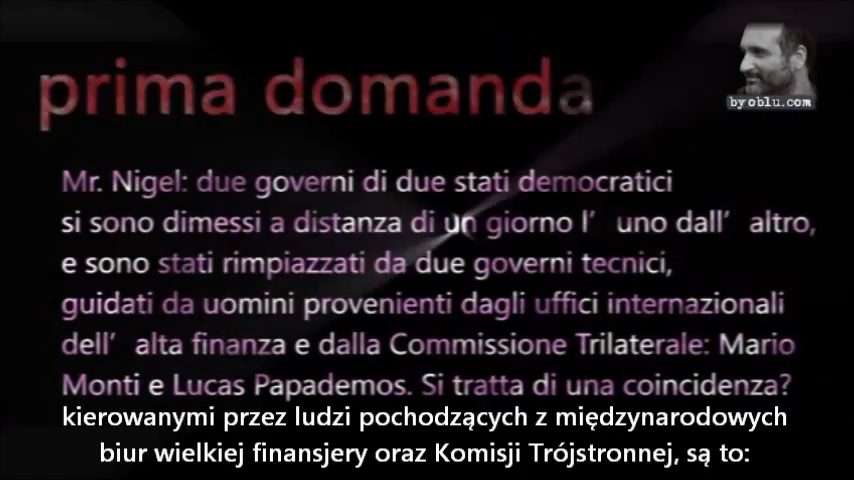 prima domanda
byoblu.com
Mr. Nigel: due governi di due stati democratici
si sono dimessi a distanza di un giorno l’ uno dall’ altro,
e sono stati rimpiazzati da due governi tecnici,
guidati da uomini provenienti dagli uffici internazionali
dell’ alta finanza e dalla Commissione Trilaterale: Mario
Monti e Lucas Papademos. Si tratta di una coincidenza?
kierowanymi przez ludzi pochodzących z międzynarodowych
biur wielkiej finansjery oraz Komisji Trójstronnej, są to: